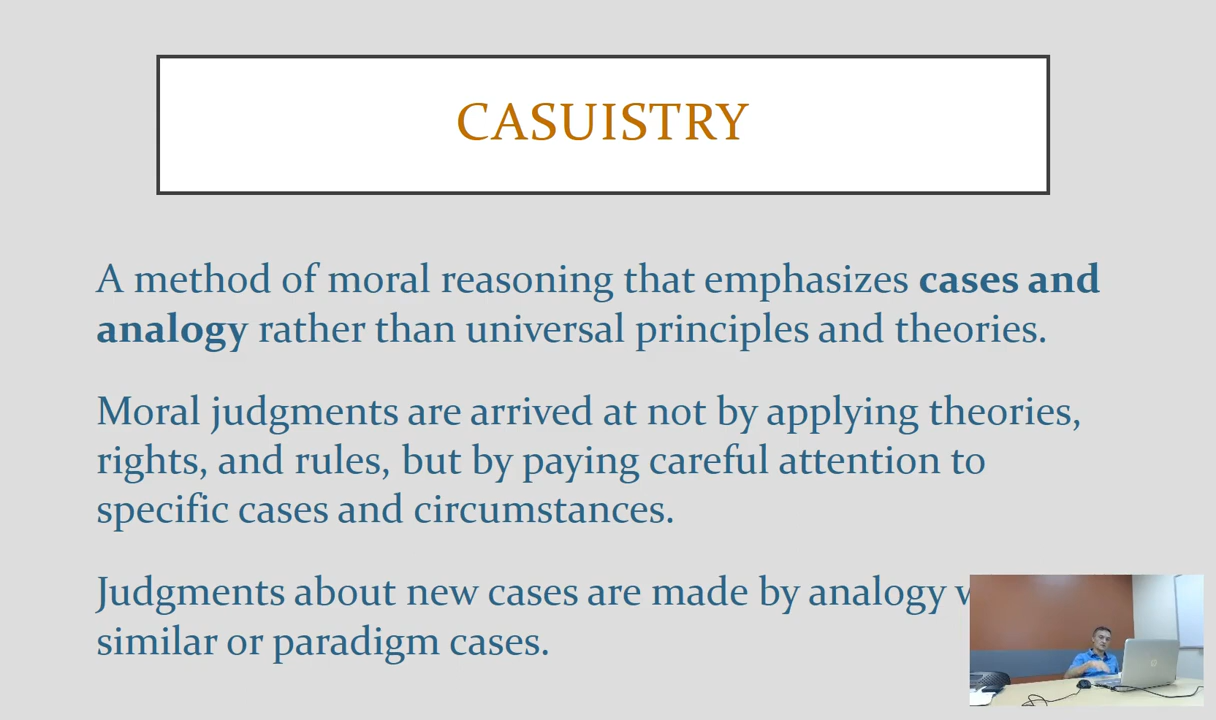 CASUISTRY
A method of moral reasoning that emphasizes cases and
analogy rather than universal principles and theories.
Moral judgments are arrived at not by applying theories,
rights, and rules, but by paying careful attention to
specific cases and circumstances.
Judgments about new cases are made by analogy
similar or paradigm cases.